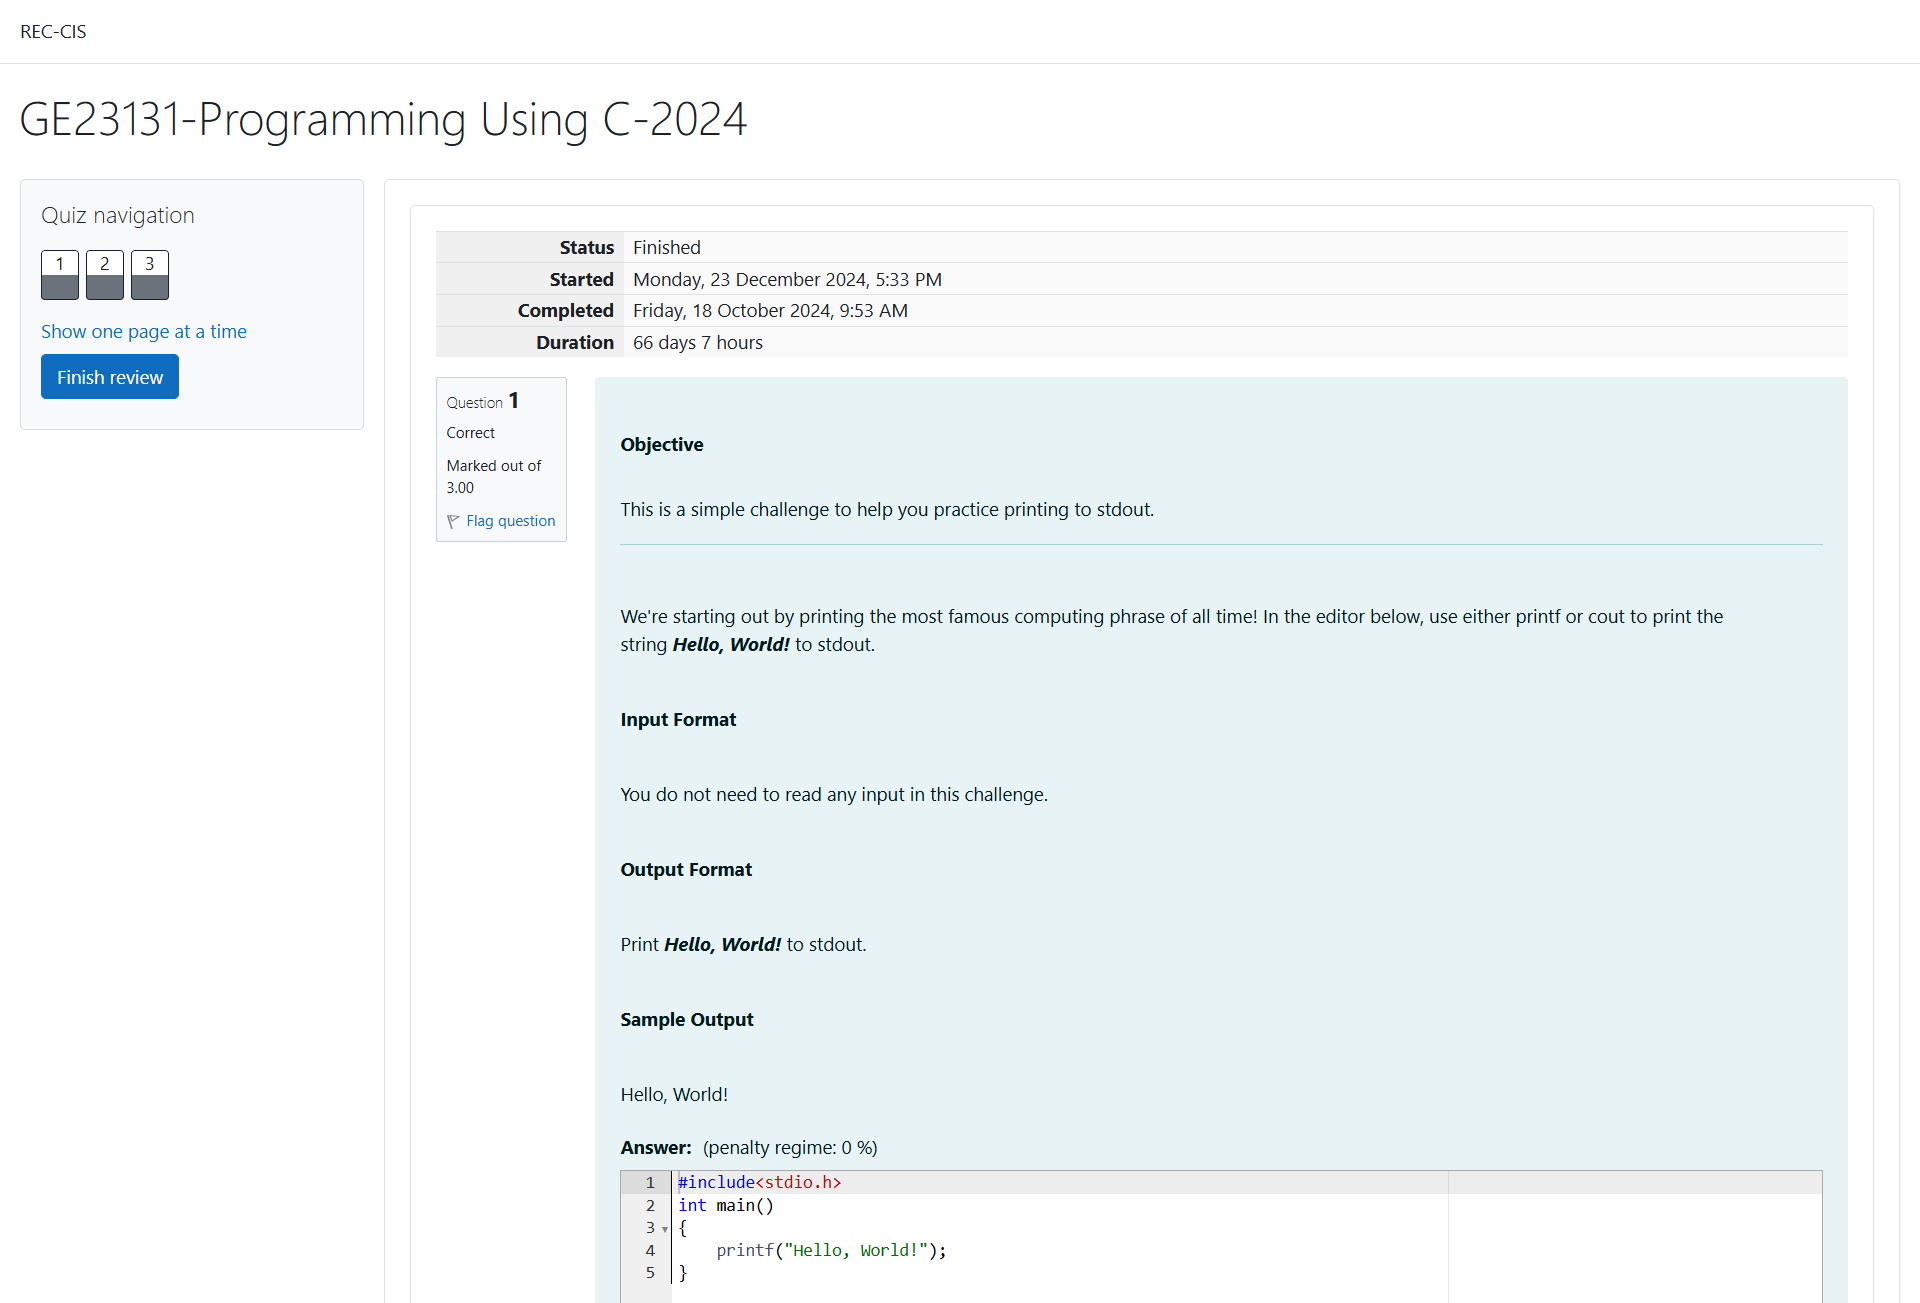 REC-CIS
GE23131-Programming Using C-2024
Quiz navigation
1 2 3
Show one page at a time
Finish review
Status Finished
Started Monday, 23 December 2024, 5:33 PM
Completed Friday, 18 October 2024, 9:53 AM
Duration 66 days 7 hours
Question 1
Correct
Marked out of
3.00
Flag question
Objective
This is a simple challenge to help you practice printing to stdout.
We're starting out by printing the most famous computing phrase of all time! In the editor below, use either printf or cout to print the
string Hello, World! to stdout.
Input Format
You do not need to read any input in this challenge.
Output Format
Print Hello, World! to stdout.
Sample Output
Hello, World!
Answer: (penalty regime: 0 %)
1 #include<stdio.h>
2 int main()
3 {
4     printf("Hello, World!");
5 }